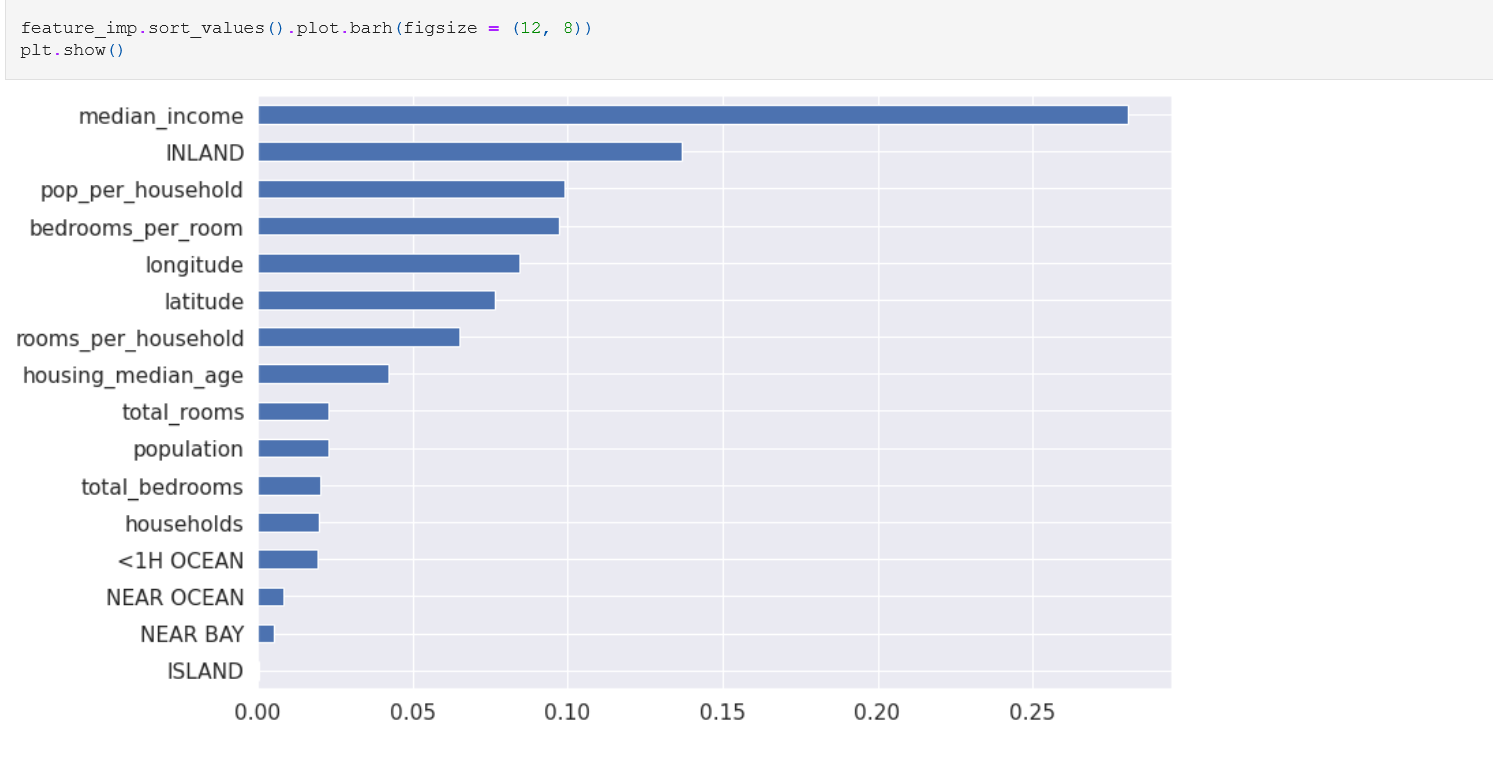 feature_imp.sort_values().plot.barh(figsize = (12, 8))
plt.show()
median_income
INLAND
pop_per_household
bedrooms_per_room
longitude
latitude
rooms_per_household
housing_median_age
total_rooms
population
total_bedrooms
households
<1H OCEAN
NEAR OCEAN
NEAR BAY
ISLAND
0.00 0.05 0.10 0.15 0.20 0.25